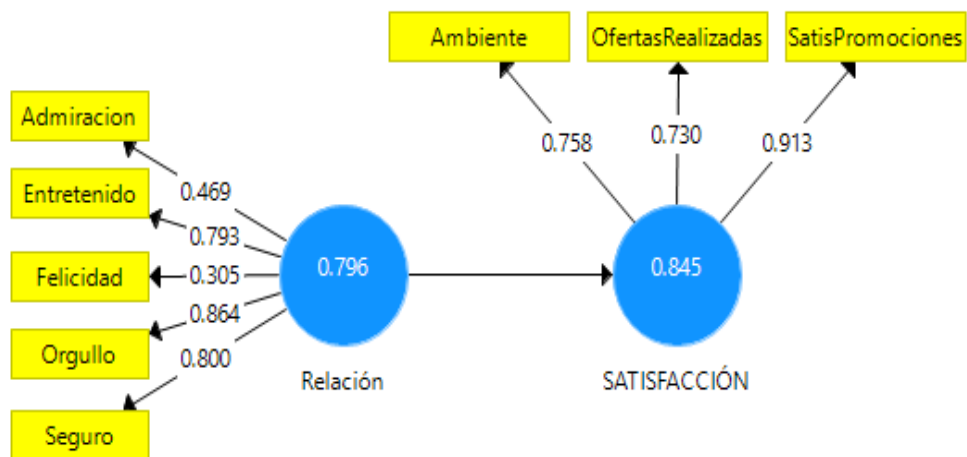 Ambiente
OfertasRealizadas
SatisPromociones
Admiracion
0.758
0.730
0.913
Entretenido
0.469
0.793
Felicidad
0.305
0.796
0.845
0.864
Orgullo
0.800
Relación
SATISFACCIÓN
Seguro